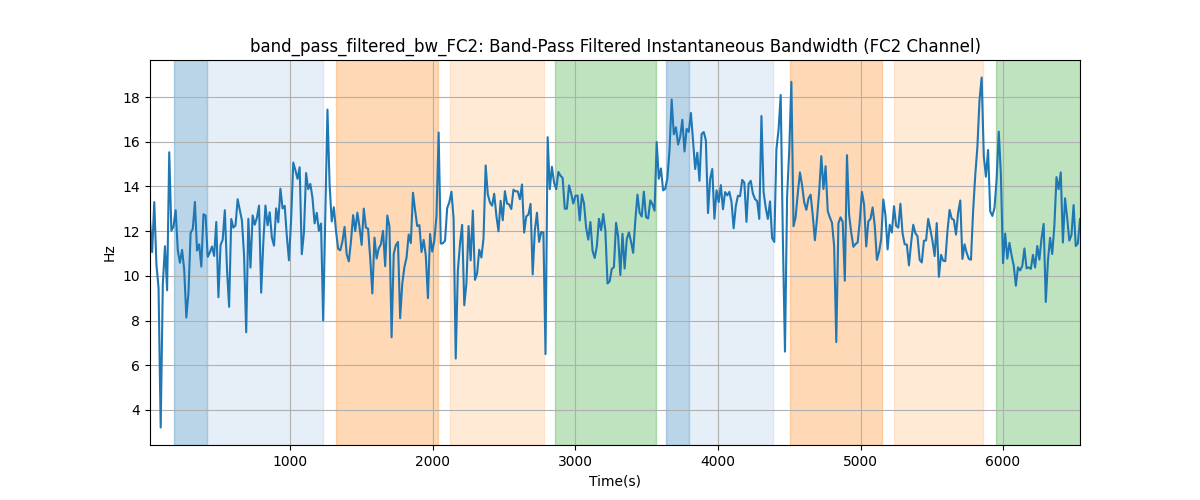 band_pass_filtered_bw_FC2: Band-Pass Filtered Instantaneous Bandwidth (FC2 Channel)
18
16
14
12
10
8
6
4
Hz
1000 2000 3000 4000 5000 6000
Time(s)